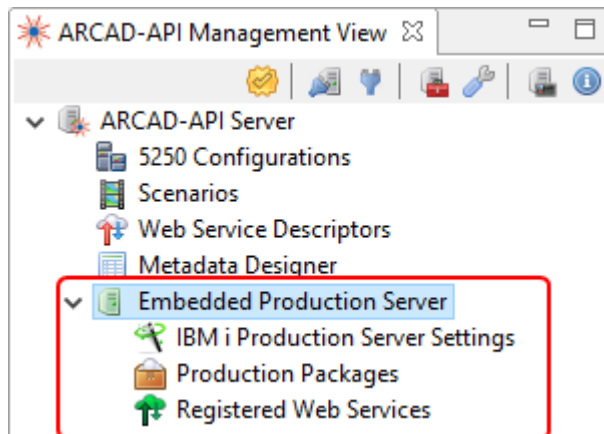 ARCAD-API Management View
ARCAD-API Server
5250 Configurations
Scenarios
Web Service Descriptors
Metadata Designer
Embedded Production Server
IBM i Production Server Settings
Production Packages
Registered Web Services